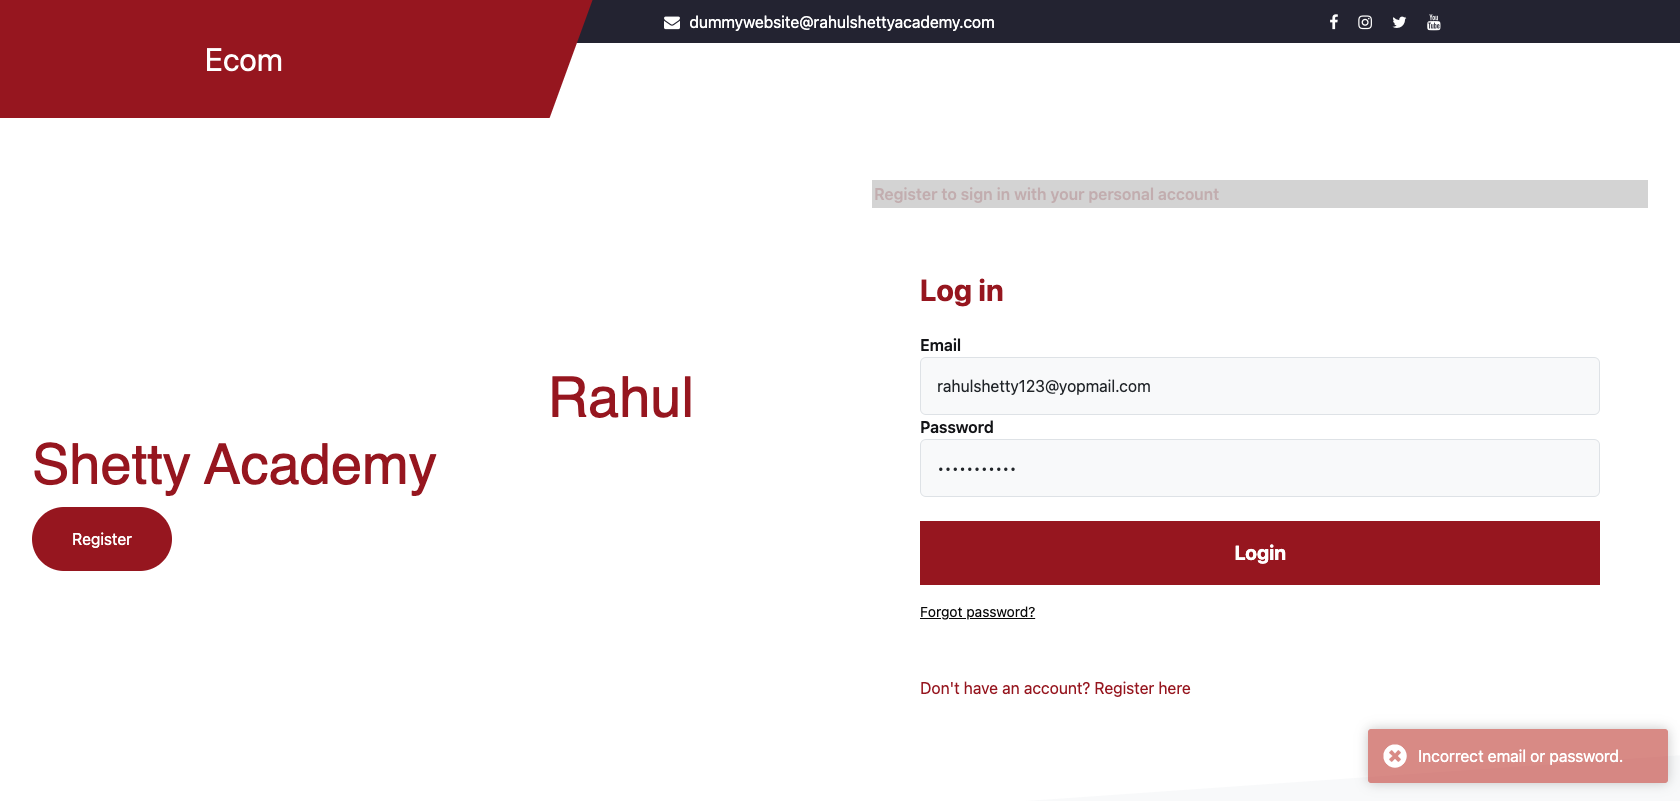 dummywebsite@rahulshettyacademy.com
Ecom
Register to sign in with your personal account
Rahul
Shetty Academy
Register
Log in
Email
rahulshetty123@yopmail.com
Password
•••••••••••
Login
Forgot password?
Don't have an account? Register here
Incorrect email or password.